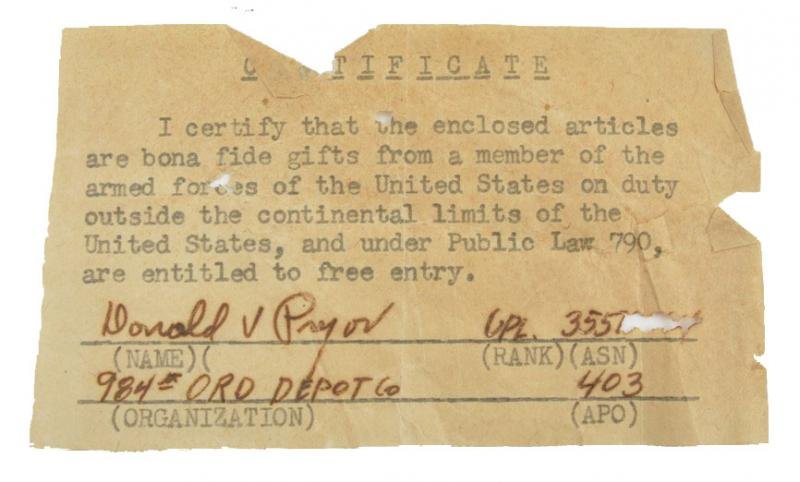 CERTIFICATE
I certify that the enclosed articles
are bona fide gifts from a member of the
armed forces of the United States on duty
outside the continental limits of the
United States, and under Public Law 790,
are entitled to free entry.
Donald V Pryor CPL. 355
(NAME)( (RANK)(ASN)
984th ORD DEPOT Co 403
(ORGANIZATION) (APO)